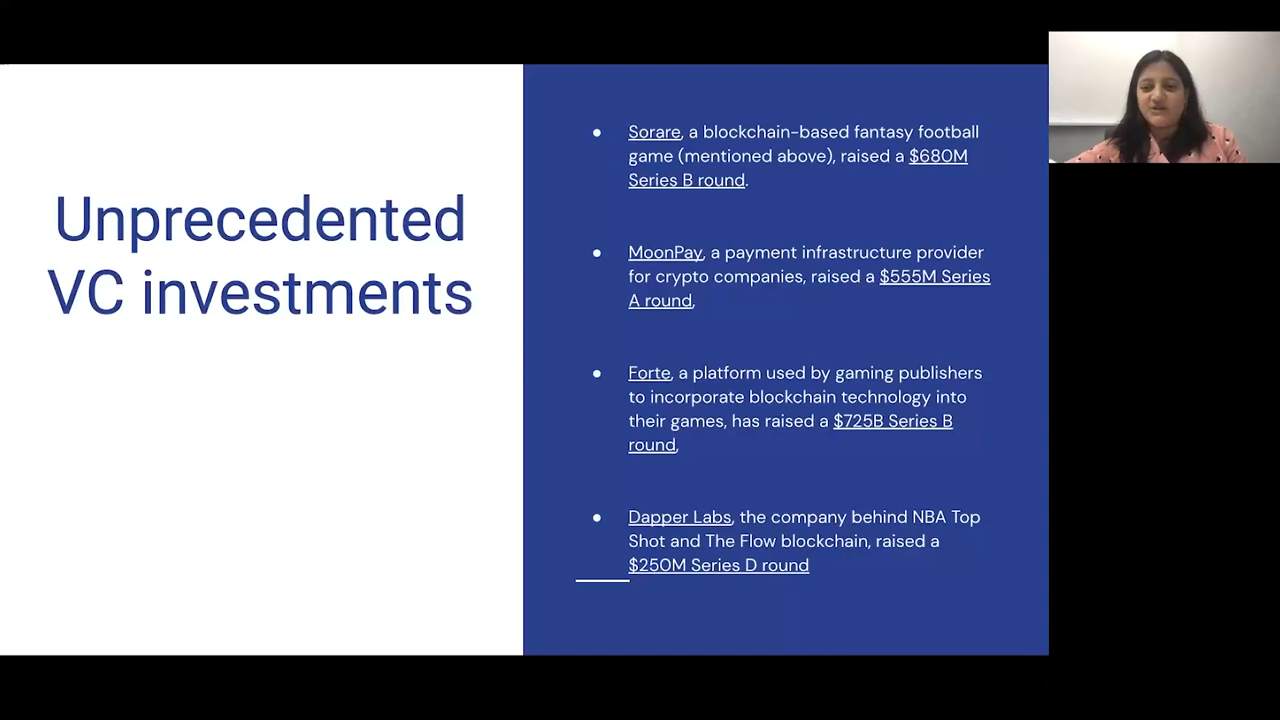 Unprecedented
VC investments
● Sorare, a blockchain-based fantasy football
game (mentioned above), raised a $680M
Series B round.
● MoonPay, a payment infrastructure provider
for crypto companies, raised a $555M Series
A round,
● Forte, a platform used by gaming publishers
to incorporate blockchain technology into
their games, has raised a $725B Series B
round,
● Dapper Labs, the company behind NBA Top
Shot and The Flow blockchain, raised a
$250M Series D round